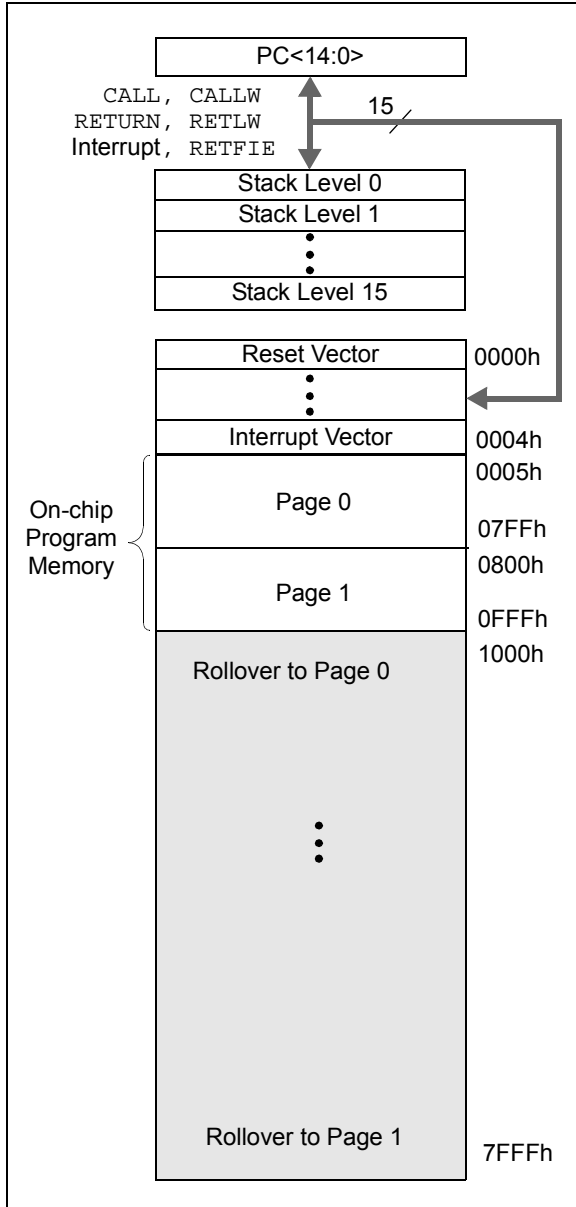 PC<14:0>
CALL, CALLW
RETURN, RETLW
Interrupt, RETFIE
15
Stack Level 0
Stack Level 1
Stack Level 15
Reset Vector
0000h
Interrupt Vector
0004h
0005h
On-chip
Program
Memory
Page 0
07FFh
0800h
Page 1
0FFFh
1000h
Rollover to Page 0
Rollover to Page 1
7FFFh